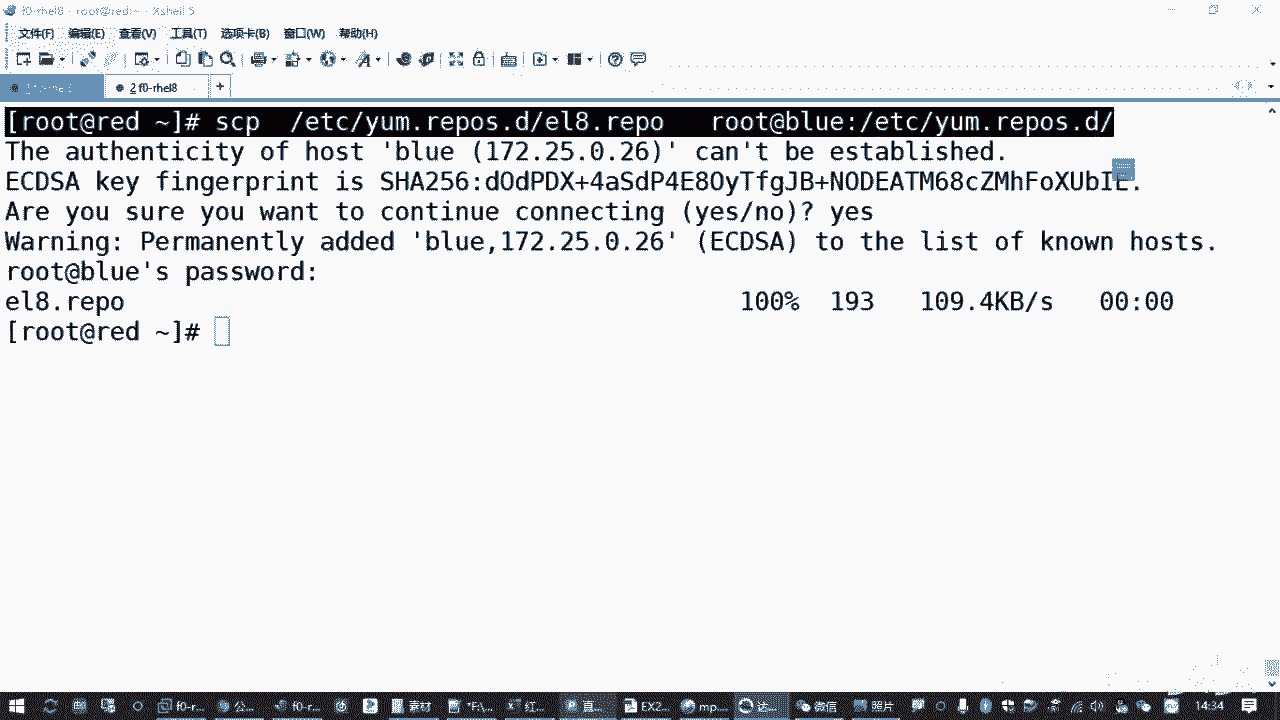 f0-rhel8 - root@red:~ - Xshell 5
文件(F) 编辑(E) 查看(V) 工具(T) 选项卡(B) 窗口(W) 帮助(H)
2 f0-rhel8 +
[root@red ~]# scp  /etc/yum.repos.d/el8.repo   root@blue:/etc/yum.repos.d/
The authenticity of host 'blue (172.25.0.26)' can't be established.
ECDSA key fingerprint is SHA256:dOdPDX+4aSdP4E8OyTfgJB+NODEATM68cZMhFoXUbIE.
Are you sure you want to continue connecting (yes/no)? yes
Warning: Permanently added 'blue,172.25.0.26' (ECDSA) to the list of known hosts.
root@blue's password:
el8.repo 100% 193 109.4KB/s 00:00
[root@red ~]#
f0-r... 公... f0-r... 素材 *F:\... 红... 直... EX2... mp... 达... 微信 照片 14:34